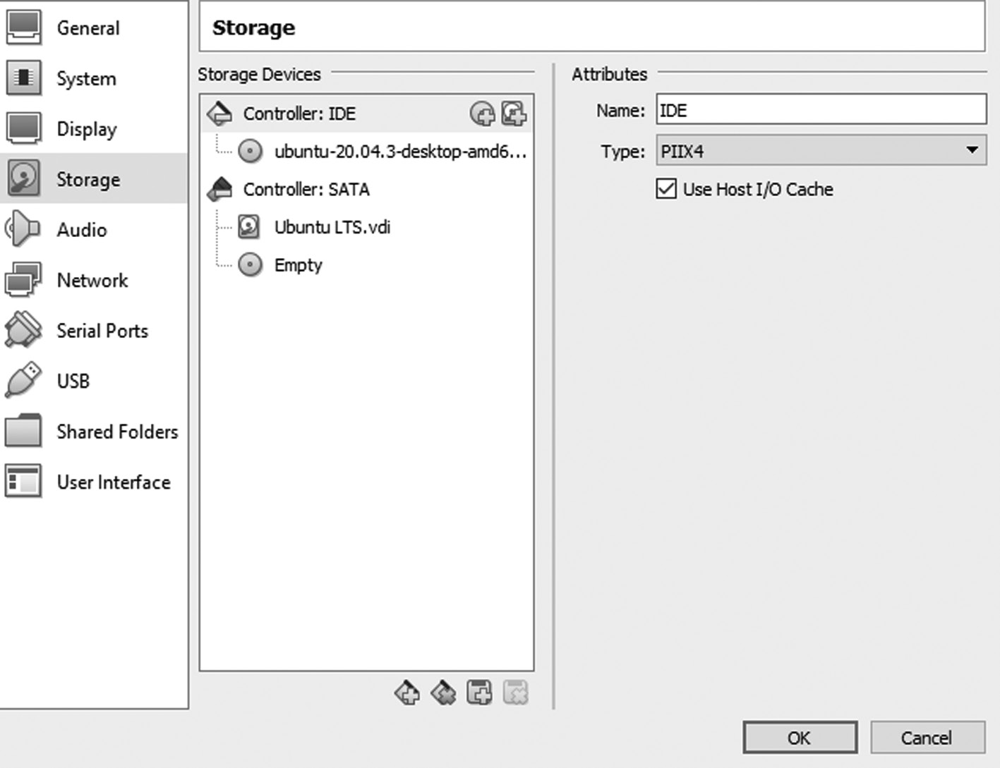 General
System
Display
Storage
Audio
Network
Serial Ports
USB
Shared Folders
User Interface
Storage
Storage Devices
Controller: IDE
ubuntu-20.04.3-desktop-amd6...
Controller: SATA
Ubuntu LTS.vdi
Empty
Attributes
Name: IDE
Type: PIIX4
Use Host I/O Cache
OK
Cancel